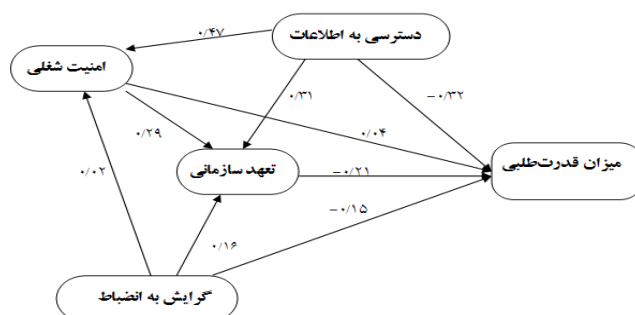 دسترسی به اطلاعات
۰/۴۷
امنیت شغلی
۰/۳۱
−۰/۳۲
۰/۲۹
۰/۰۴
میزان قدرت‌طلبی
تعهد سازمانی
−۰/۲۱
۰/۰۲
−۰/۱۵
۰/۱۶
گرایش به انضباط